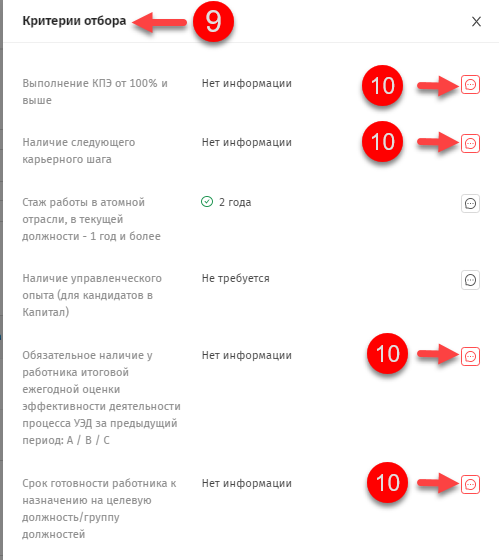 Критерии отбора
9
Выполнение КПЭ от 100% и
выше
Нет информации
10
Наличие следующего
карьерного шага
Нет информации
10
Стаж работы в атомной
отрасли, в текущей
должности - 1 год и более
2 года
Наличие управленческого
опыта (для кандидатов в
Капитал)
Не требуется
Обязательное наличие у
работника итоговой
ежегодной оценки
эффективности деятельности
процесса УЭД за предыдущий
период: A / B / C
Нет информации
10
Срок готовности работника к
назначению на целевую
должность/группу
должностей
Нет информации
10